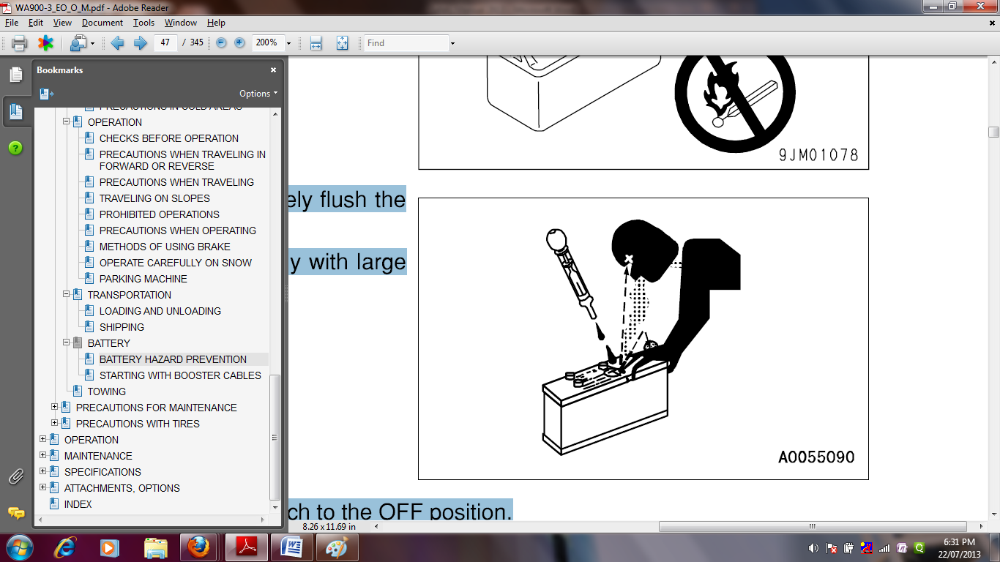 WA900-3_EO_O_M.pdf - Adobe Reader
File Edit View Document Tools Window Help
47 / 345 200% Find
Bookmarks
Options
PRECAUTIONS IN COLD AREAS
OPERATION
CHECKS BEFORE OPERATION
PRECAUTIONS WHEN TRAVELING IN
FORWARD OR REVERSE
PRECAUTIONS WHEN TRAVELING
TRAVELING ON SLOPES
PROHIBITED OPERATIONS
PRECAUTIONS WHEN OPERATING
METHODS OF USING BRAKE
OPERATE CAREFULLY ON SNOW
PARKING MACHINE
TRANSPORTATION
LOADING AND UNLOADING
SHIPPING
BATTERY
BATTERY HAZARD PREVENTION
STARTING WITH BOOSTER CABLES
TOWING
PRECAUTIONS FOR MAINTENANCE
PRECAUTIONS WITH TIRES
OPERATION
MAINTENANCE
SPECIFICATIONS
ATTACHMENTS, OPTIONS
INDEX
9JM01078
ely flush the
y with large
A0055090
ch to the OFF position.
8.26 x 11.69 in
6:31 PM
22/07/2013